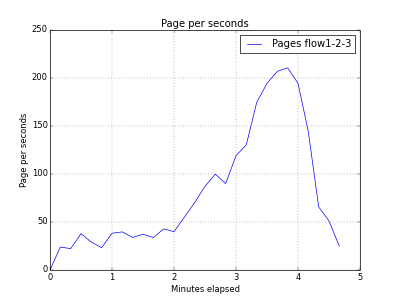 Page per seconds
250
Pages flow1-2-3
200
150
Page per seconds
100
50
0
0 1 2 3 4 5
Minutes elapsed